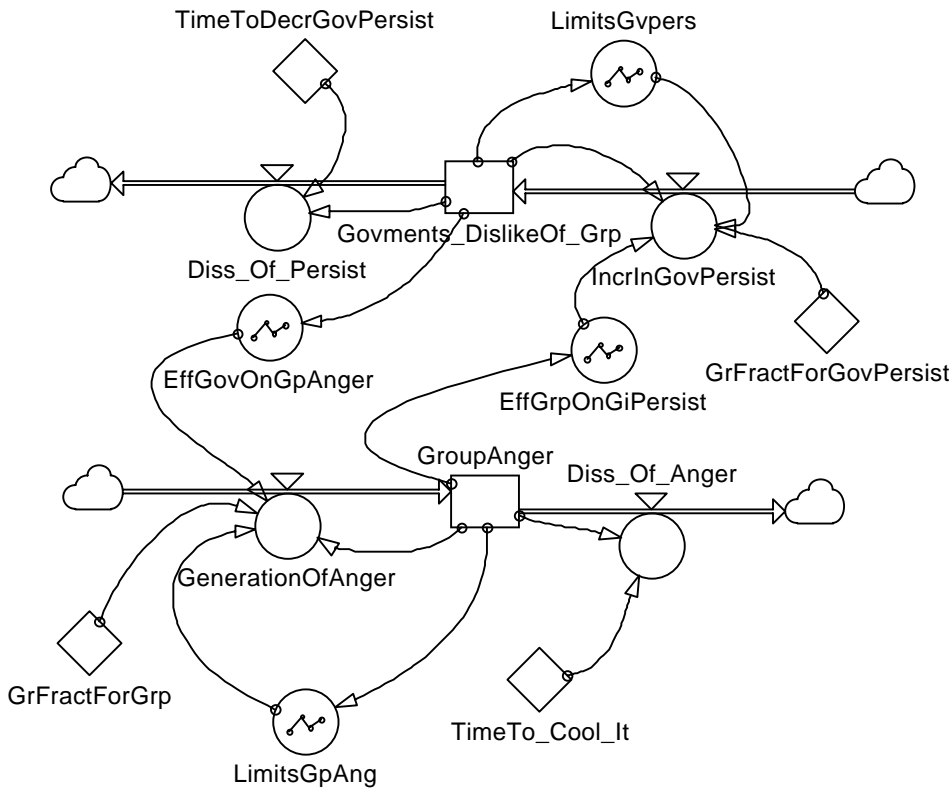 TimeToDecrGovPersist
LimitsGvpers
Govments_DislikeOf_Grp
Diss_Of_Persist
IncrInGovPersist
EffGovOnGpAnger
GrFractForGovPersist
EffGrpOnGiPersist
GroupAnger
Diss_Of_Anger
GenerationOfAnger
GrFractForGrp
TimeTo_Cool_It
LimitsGpAng